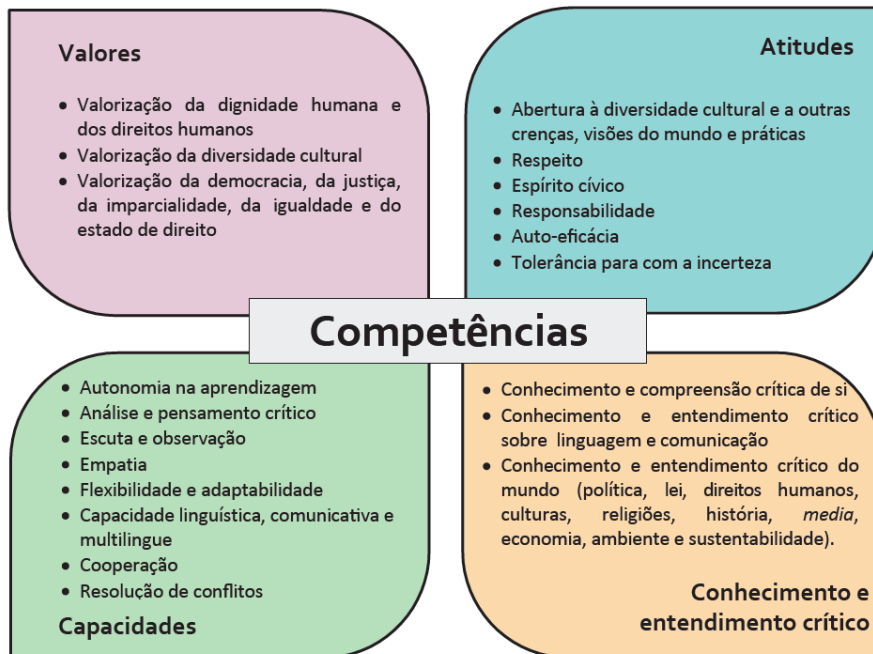 Valores
• Valorização da dignidade humana e
dos direitos humanos
• Valorização da diversidade cultural
• Valorização da democracia, da justiça,
da imparcialidade, da igualdade e do
estado de direito
Atitudes
• Abertura à diversidade cultural e a outras
crenças, visões do mundo e práticas
• Respeito
• Espírito cívico
• Responsabilidade
• Auto-eficácia
• Tolerância para com a incerteza
Competências
• Autonomia na aprendizagem
• Análise e pensamento crítico
• Escuta e observação
• Empatia
• Flexibilidade e adaptabilidade
• Capacidade linguística, comunicativa e
multilingue
• Cooperação
• Resolução de conflitos
Capacidades
• Conhecimento e compreensão crítica de si
• Conhecimento e entendimento crítico
sobre linguagem e comunicação
• Conhecimento e entendimento crítico do
mundo (política, lei, direitos humanos,
culturas, religiões, história, media,
economia, ambiente e sustentabilidade).
Conhecimento e
entendimento crítico